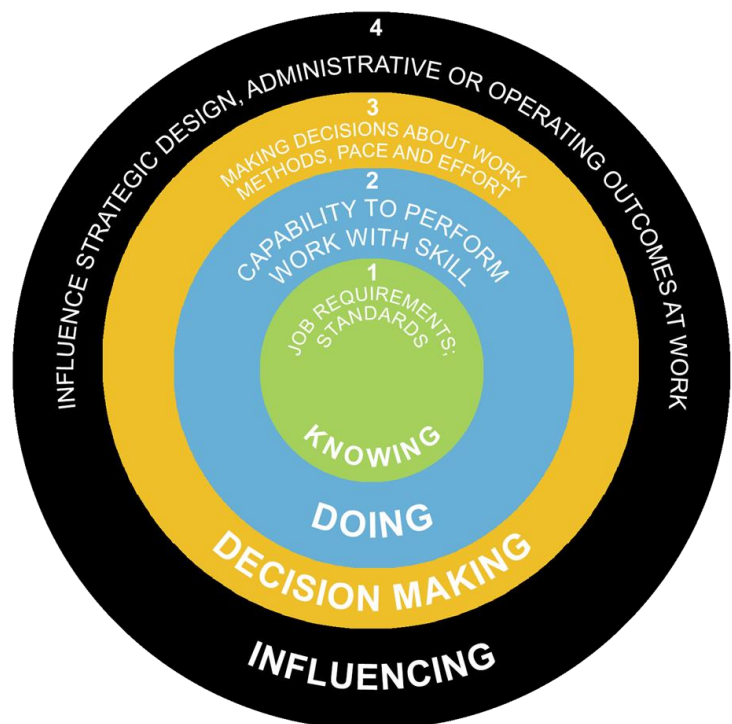 4
INFLUENCE STRATEGIC DESIGN, ADMINISTRATIVE OR OPERATING OUTCOMES AT WORK
3
MAKING DECISIONS ABOUT WORK
METHODS, PACE AND EFFORT
2
CAPABILITY TO PERFORM
WORK WITH SKILL
1
JOB REQUIREMENTS;
STANDARDS
KNOWING
DOING
DECISION MAKING
INFLUENCING